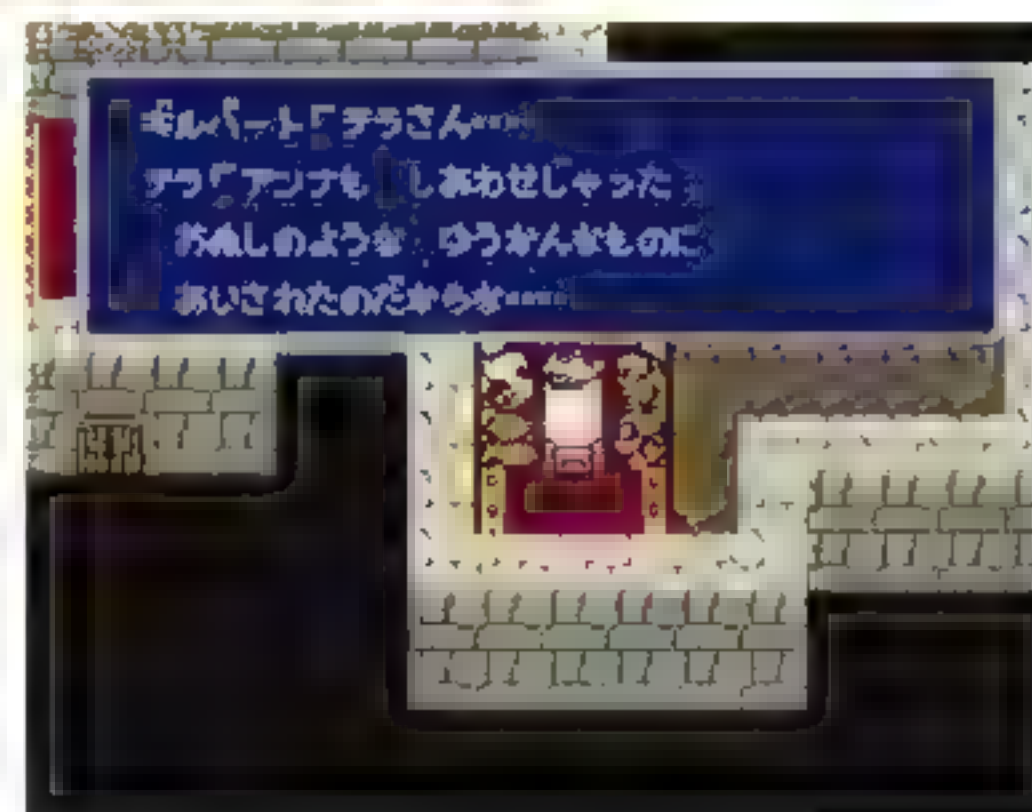 ギルバート「テラさん……
テラ「アンナも しあわせじゃった
おぬしのような ゆうかんなものに
あいされたのだからな……